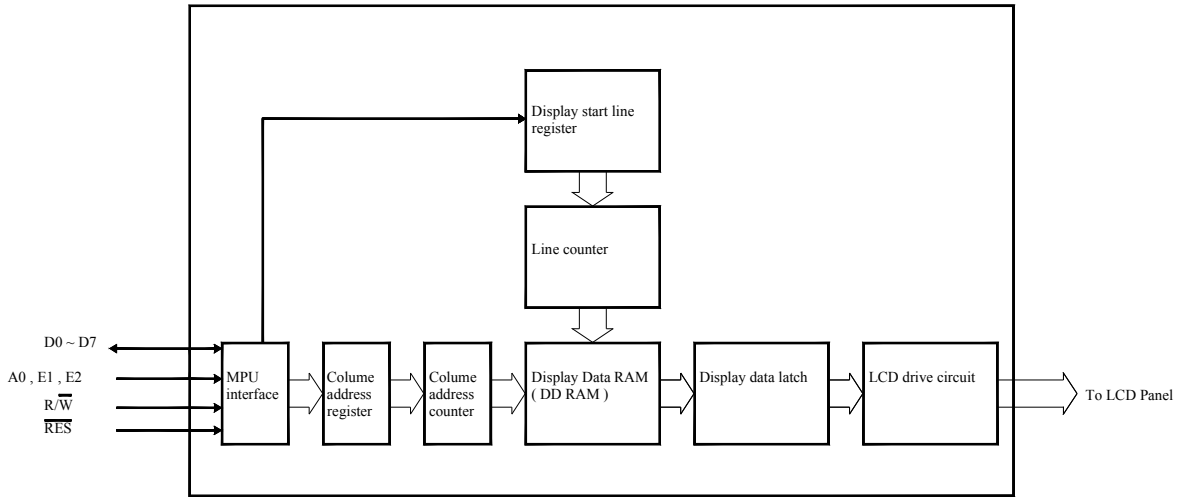 Display start line
register
Line counter
D0 ~ D7
A0 , E1 , E2
R/W̅
R̅E̅S̅
MPU
interface
Colume
address
register
Colume
address
counter
Display Data RAM
( DD RAM )
Display data latch
LCD drive circuit
To LCD Panel